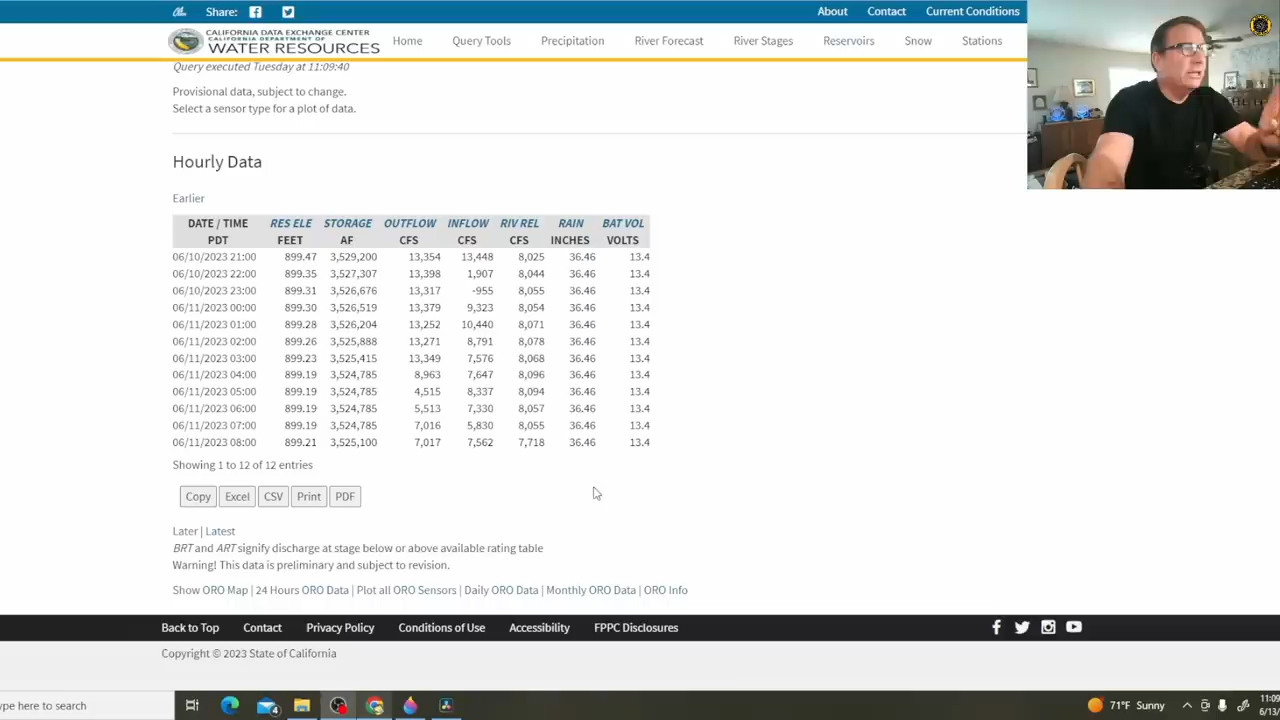 Share:
About Contact Current Conditions
CALIFORNIA DATA EXCHANGE CENTER
CALIFORNIA DEPARTMENT OF
WATER RESOURCES
Home Query Tools Precipitation River Forecast River Stages Reservoirs Snow Stations
Query executed Tuesday at 11:09:40
Provisional data, subject to change.
Select a sensor type for a plot of data.
Hourly Data
Earlier
DATE / TIME RES ELE STORAGE OUTFLOW INFLOW RIV REL RAIN BAT VOL
PDT FEET AF CFS CFS CFS INCHES VOLTS
06/10/2023 21:00 899.47 3,529,200 13,354 13,448 8,025 36.46 13.4
06/10/2023 22:00 899.35 3,527,307 13,398 1,907 8,044 36.46 13.4
06/10/2023 23:00 899.31 3,526,676 13,317 -955 8,055 36.46 13.4
06/11/2023 00:00 899.30 3,526,519 13,379 9,323 8,054 36.46 13.4
06/11/2023 01:00 899.28 3,526,204 13,252 10,440 8,071 36.46 13.4
06/11/2023 02:00 899.26 3,525,888 13,271 8,791 8,078 36.46 13.4
06/11/2023 03:00 899.23 3,525,415 13,349 7,576 8,068 36.46 13.4
06/11/2023 04:00 899.19 3,524,785 8,963 7,647 8,096 36.46 13.4
06/11/2023 05:00 899.19 3,524,785 4,515 8,337 8,094 36.46 13.4
06/11/2023 06:00 899.19 3,524,785 5,513 7,330 8,057 36.46 13.4
06/11/2023 07:00 899.19 3,524,785 7,016 5,830 8,055 36.46 13.4
06/11/2023 08:00 899.21 3,525,100 7,017 7,562 7,718 36.46 13.4
Showing 1 to 12 of 12 entries
Copy Excel CSV Print PDF
Later | Latest
BRT and ART signify discharge at stage below or above available rating table
Warning! This data is preliminary and subject to revision.
Show ORO Map | 24 Hours ORO Data | Plot all ORO Sensors | Daily ORO Data | Monthly ORO Data | ORO Info
Back to Top Contact Privacy Policy Conditions of Use Accessibility FPPC Disclosures
Copyright © 2023 State of California
ype here to search
4
71°F Sunny
11:09
6/13/